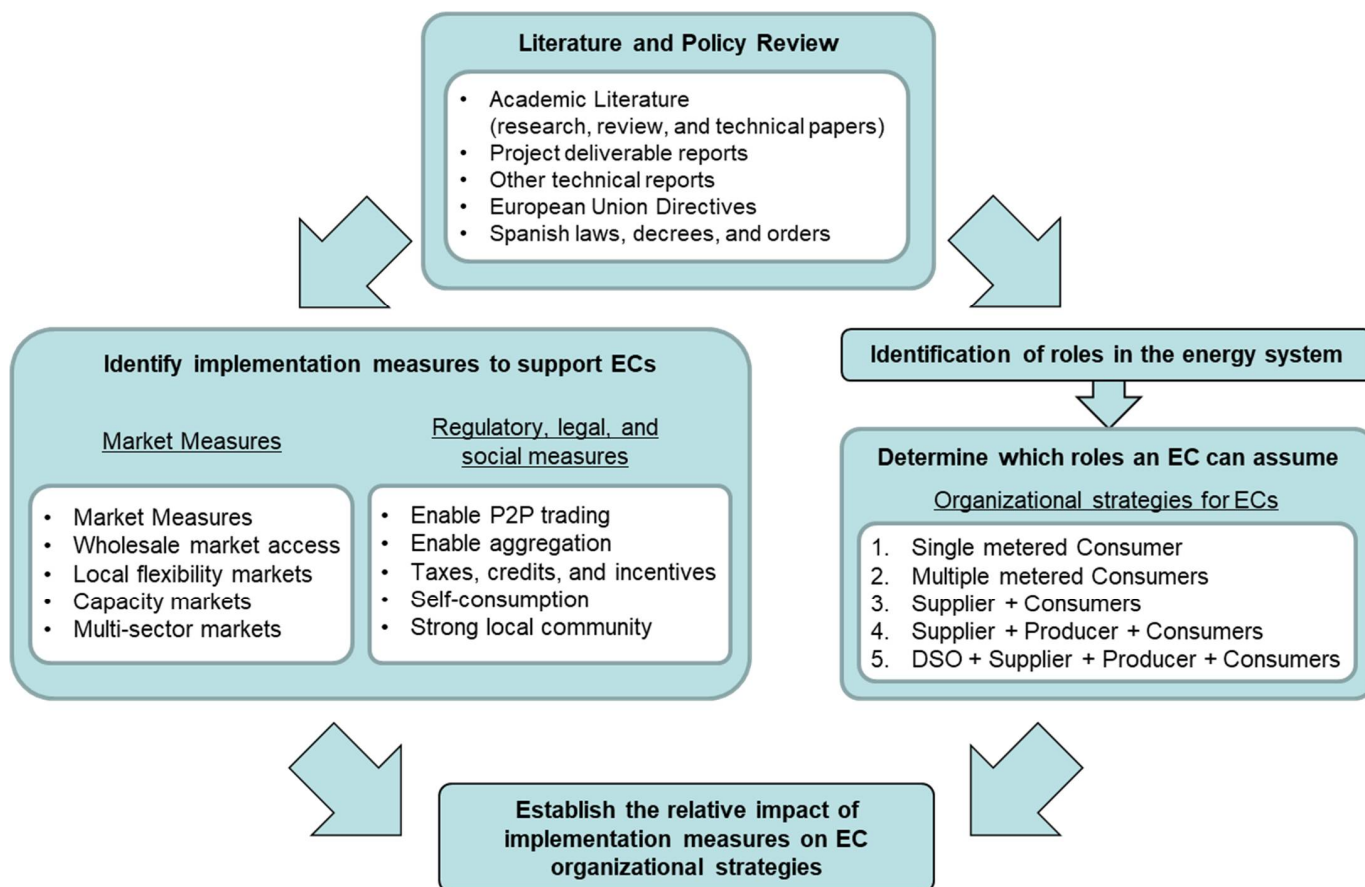 Literature and Policy Review
• Academic Literature
(research, review, and technical papers)
• Project deliverable reports
• Other technical reports
• European Union Directives
• Spanish laws, decrees, and orders
Identify implementation measures to support ECs
Market Measures
• Market Measures
• Wholesale market access
• Local flexibility markets
• Capacity markets
• Multi-sector markets
Regulatory, legal, and
social measures
• Enable P2P trading
• Enable aggregation
• Taxes, credits, and incentives
• Self-consumption
• Strong local community
Identification of roles in the energy system
Determine which roles an EC can assume
Organizational strategies for ECs
1. Single metered Consumer
2. Multiple metered Consumers
3. Supplier + Consumers
4. Supplier + Producer + Consumers
5. DSO + Supplier + Producer + Consumers
Establish the relative impact of
implementation measures on EC
organizational strategies